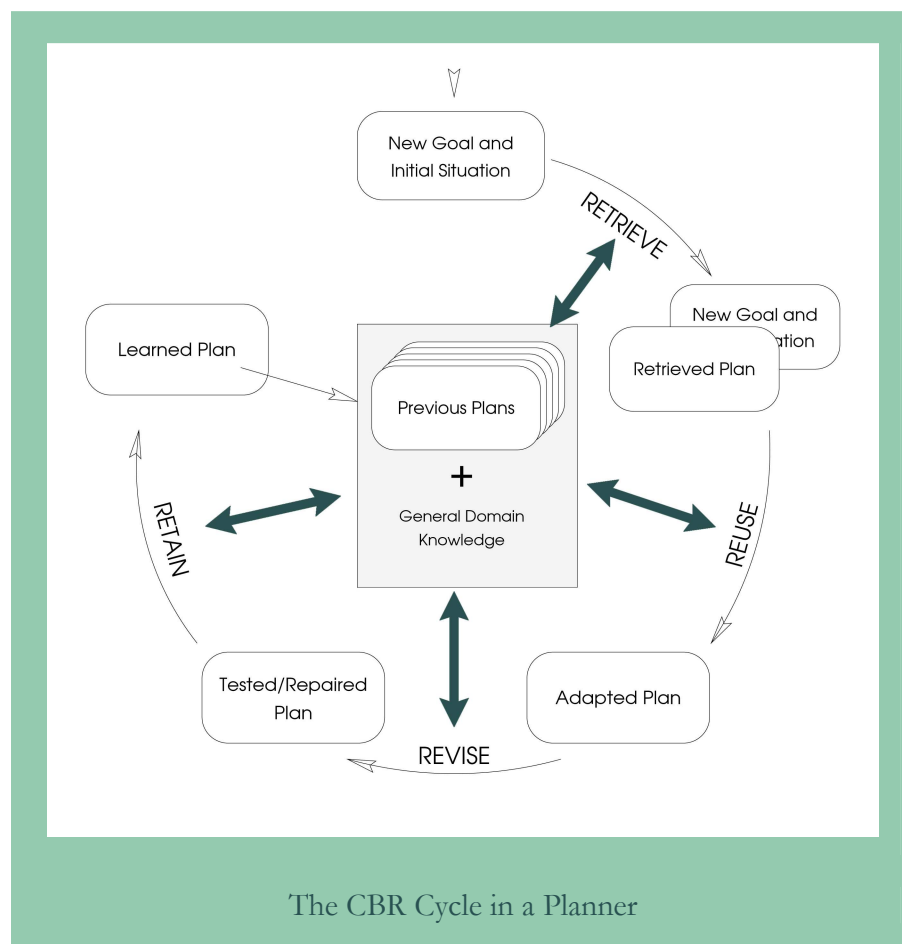 New Goal and
Initial Situation
RETRIEVE
New Goal and
ation
Retrieved Plan
Learned Plan
Previous Plans
+
General Domain
Knowledge
REUSE
RETAIN
Tested/Repaired
Plan
Adapted Plan
REVISE
The CBR Cycle in a Planner